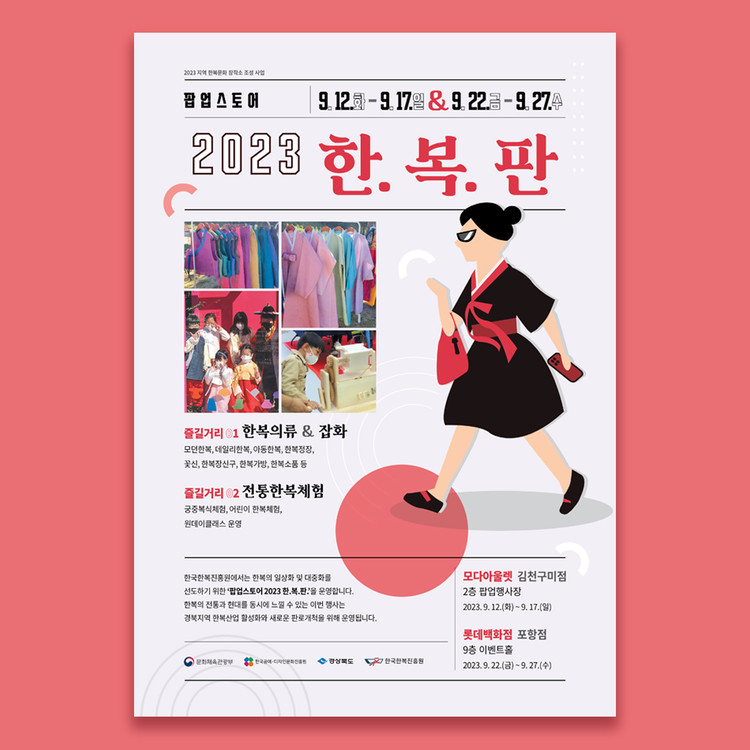 2023 지역 한복문화 창작소 조성 사업
팝업스토어
9. 12.화 - 9. 17.일 & 9. 22.금 - 9. 27.수
2023 한. 복. 판
즐길거리 01 한복의류 & 잡화
모던한복, 데일리한복, 아동한복, 한복정장,
꽃신, 한복장신구, 한복가방, 한복소품 등
즐길거리 02 전통한복체험
궁중복식체험, 어린이 한복체험,
원데이클래스 운영
한국한복진흥원에서는 한복의 일상화 및 대중화를
선도하기 위한 '팝업스토어 2023 한.복.판.'을 운영합니다.
한복의 전통과 현대를 동시에 느낄 수 있는 이번 행사는
경북지역 한복산업 활성화와 새로운 판로개척을 위해 운영됩니다.
문화체육관광부 한국공예·디자인문화진흥원 경상북도 한국한복진흥원
모다아울렛 김천구미점
2층 팝업행사장
2023. 9. 12.(화) ~ 9. 17.(일)
롯데백화점 포항점
9층 이벤트홀
2023. 9. 22.(금) ~ 9. 27.(수)